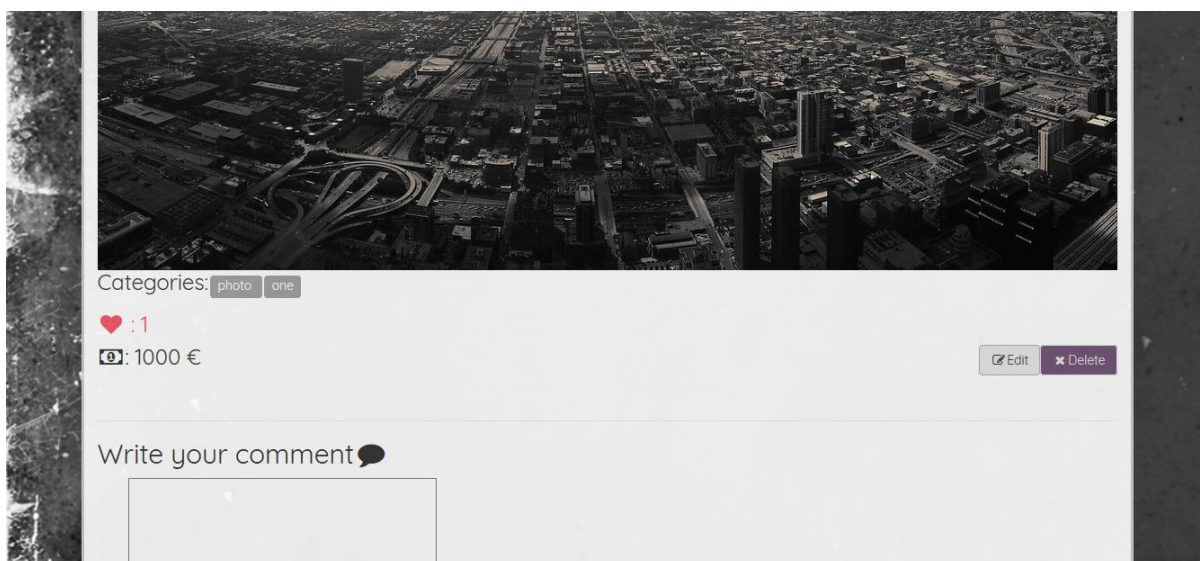 Categories: photo one
: 1
: 1000 €
Edit Delete
Write your comment